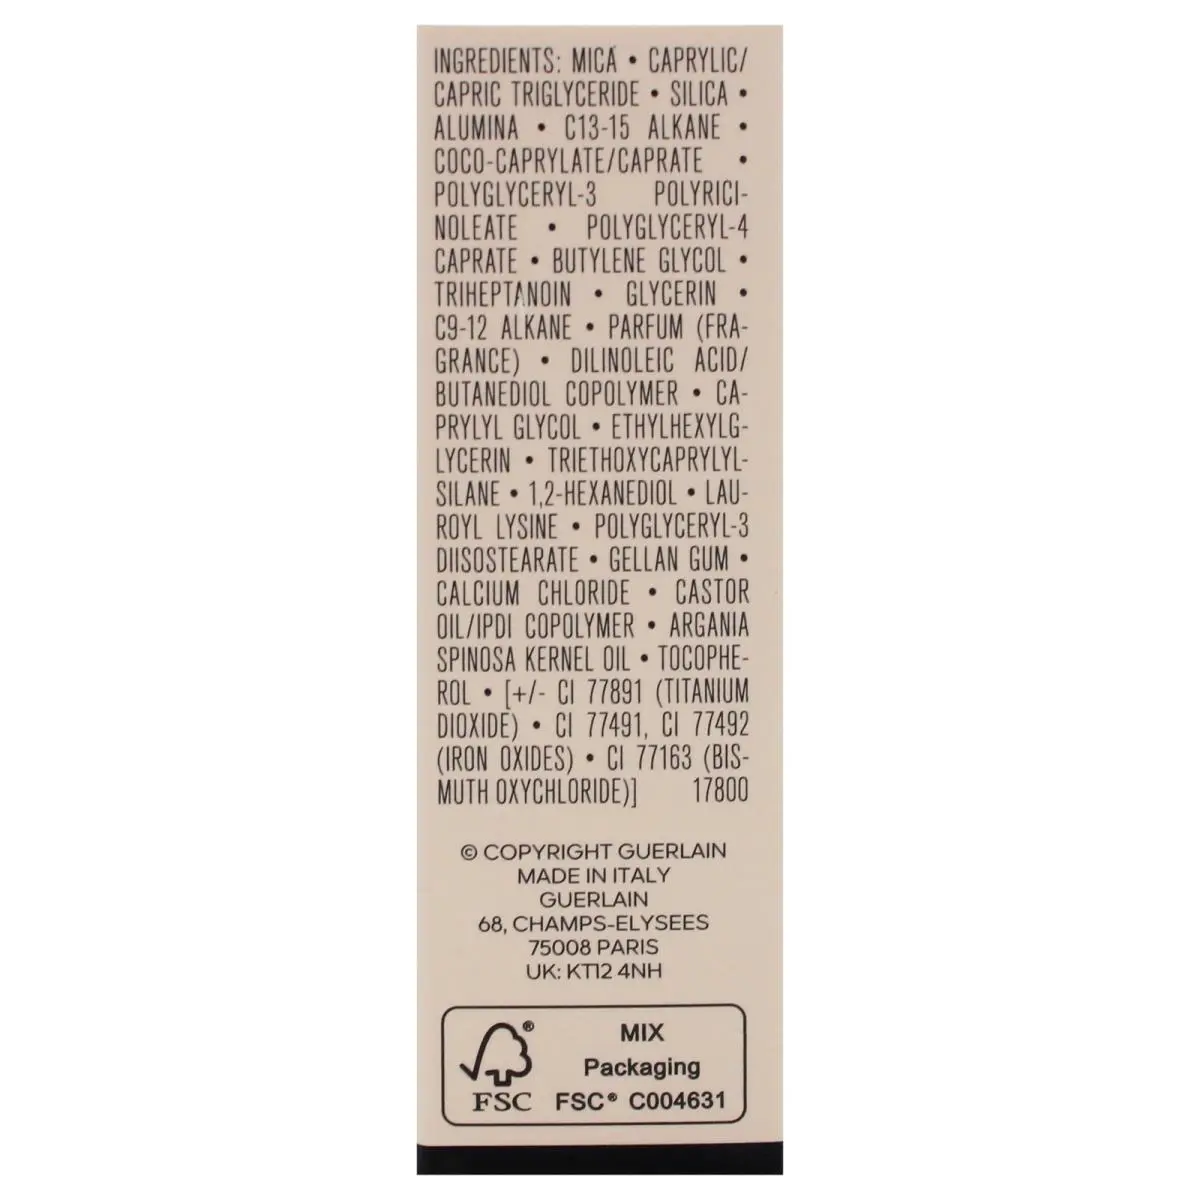 INGREDIENTS: MICA • CAPRYLIC/
CAPRIC TRIGLYCERIDE • SILICA •
ALUMINA • C13-15 ALKANE •
COCO-CAPRYLATE/CAPRATE •
POLYGLYCERYL-3 POLYRICI-
NOLEATE • POLYGLYCERYL-4
CAPRATE • BUTYLENE GLYCOL •
TRIHEPTANOIN • GLYCERIN •
C9-12 ALKANE • PARFUM (FRA-
GRANCE) • DILINOLEIC ACID/
BUTANEDIOL COPOLYMER • CA-
PRYLYL GLYCOL • ETHYLHEXYLG-
LYCERIN • TRIETHOXYCAPRYLYL-
SILANE • 1,2-HEXANEDIOL • LAU-
ROYL LYSINE • POLYGLYCERYL-3
DIISOSTEARATE • GELLAN GUM •
CALCIUM CHLORIDE • CASTOR
OIL/IPDI COPOLYMER • ARGANIA
SPINOSA KERNEL OIL • TOCOPHE-
ROL • [+/- CI 77891 (TITANIUM
DIOXIDE) • CI 77491, CI 77492
(IRON OXIDES) • CI 77163 (BIS-
MUTH OXYCHLORIDE)] 17800
© COPYRIGHT GUERLAIN
MADE IN ITALY
GUERLAIN
68, CHAMPS-ELYSEES
75008 PARIS
UK: KT12 4NH
® MIX
Packaging
FSC FSC® C004631